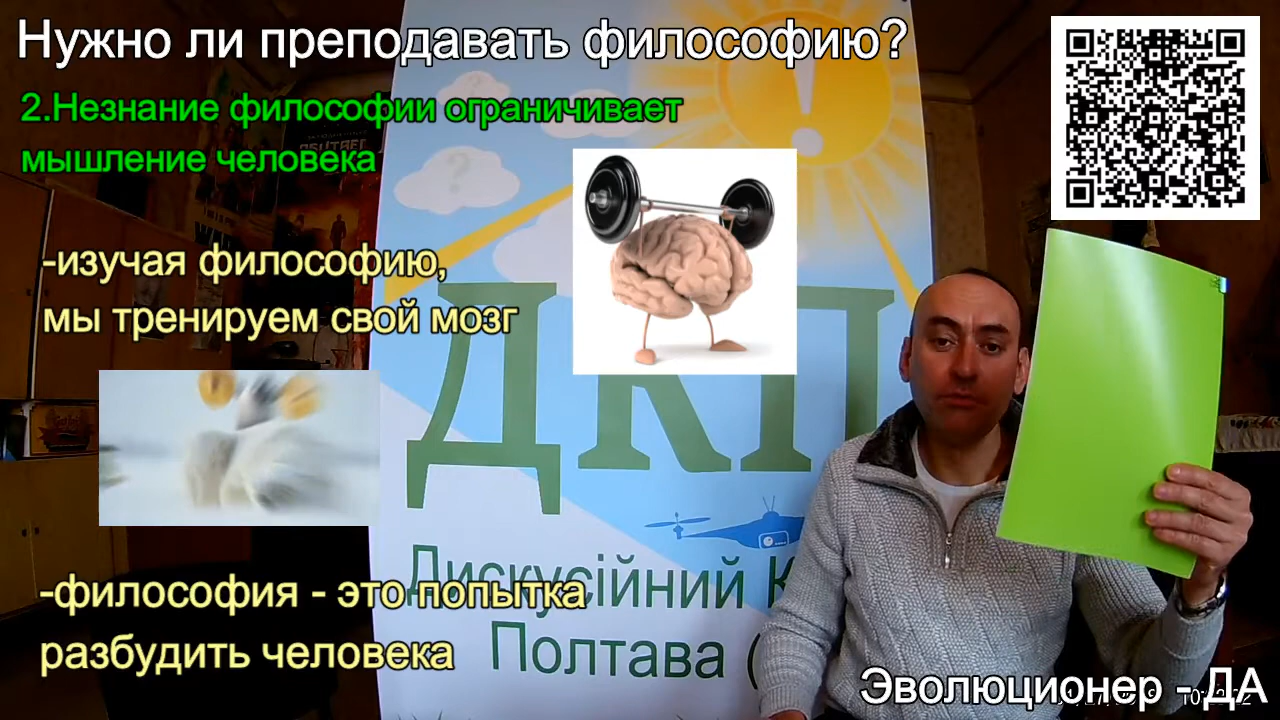 Нужно ли преподавать философию?
2.Незнание философии ограничивает
мышление человека
-изучая философию,
мы тренируем свой мозг
ДКП
Дискусійний К
Полтава (
-философия - это попытка
разбудить человека
Эволюционер - ДА